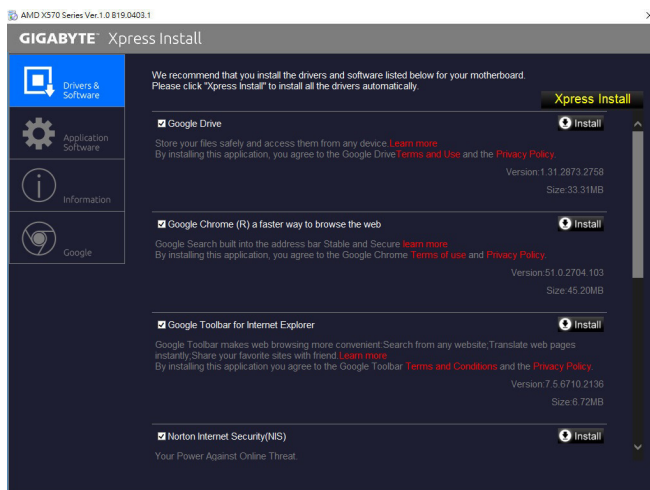 AMD X570 Series Ver.1.0 B19.0403.1
GIGABYTE™ Xpress Install
Drivers &
Software
Application
Software
Information
Google
We recommend that you install the drivers and software listed below for your motherboard.
Please click "Xpress Install" to install all the drivers automatically.
Xpress Install
Google Drive
Install
Store your files safely and access them from any device.Learn more
By installing this application, you agree to the Google DriveTerms and Use and the Privacy Policy.
Version:1.31.2873.2758
Size:33.31MB
Google Chrome (R) a faster way to browse the web
Install
Google Search built into the address bar Stable and Secure learn more
By installing this application, you agree to the Google Chrome Terms of use and Privacy Policy.
Version:51.0.2704.103
Size:45.20MB
Google Toolbar for Internet Explorer
Install
Google Toolbar makes web browsing more convenient:Search from any website;Translate web pages
instantly;Share your favorite sites with friend.Learn more
By installing this application you agree to the Google Toolbar Terms and Conditions and the Privacy Policy.
Version:7.5.6710.2136
Size:6.72MB
Norton Internet Security(NIS)
Install
Your Power Against Online Threat.